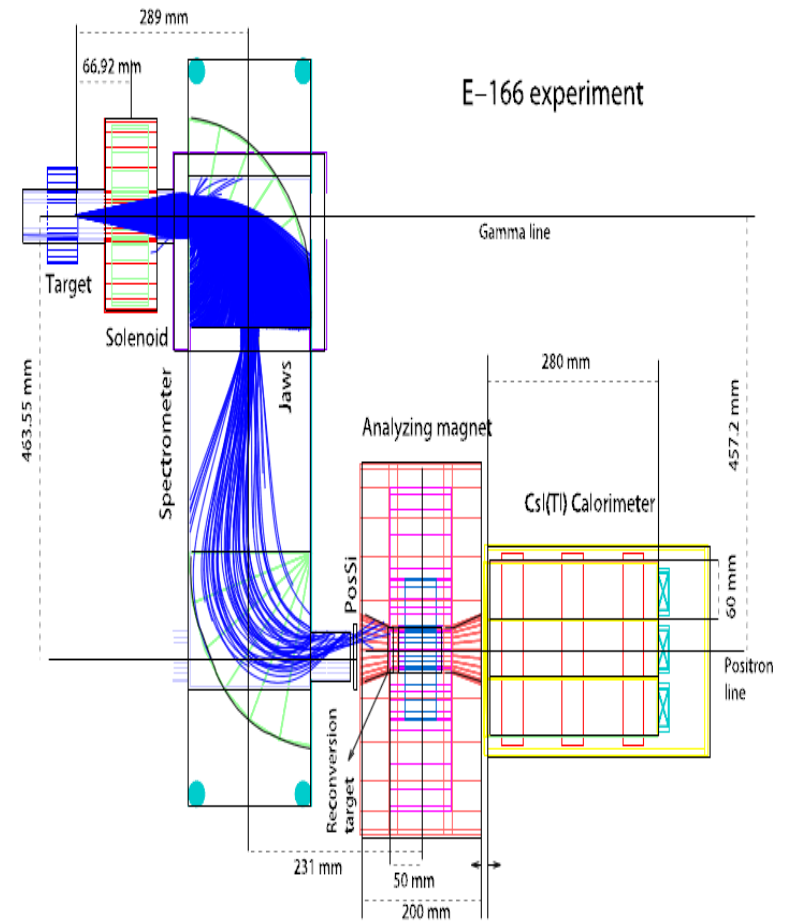 289 mm
66.92 mm
E–166 experiment
Gamma line
Target
Solenoid
Jaws
Spectrometer
463.55 mm
457.2 mm
280 mm
Analyzing magnet
CsI(Tl) Calorimeter
PosSi
60 mm
Positron
line
Reconversion
target
231 mm
50 mm
200 mm